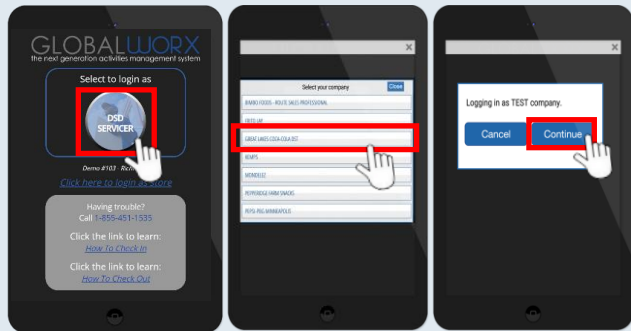 GLOBALWORX
the next generation activities management system
Select to login as
DSD
SERVICER
Demo #103
Click here to login as Store
Having trouble?
Call 1-855-451-1535
Click the link to learn:
How To Check In
Click the link to learn:
How To Check Out
×
Select your company
Close
BIMBO FOODS - ROUTE SALES PROFESSIONAL
FRITO LAY
GREAT LAKES COCA-COLA DIST
KEMPS
MONDELEZ
PEPPERIDGE FARM SNACKS
PEPSI-PBG-MINNEAPOLIS
×
Logging in as TEST company.
Cancel
Continue